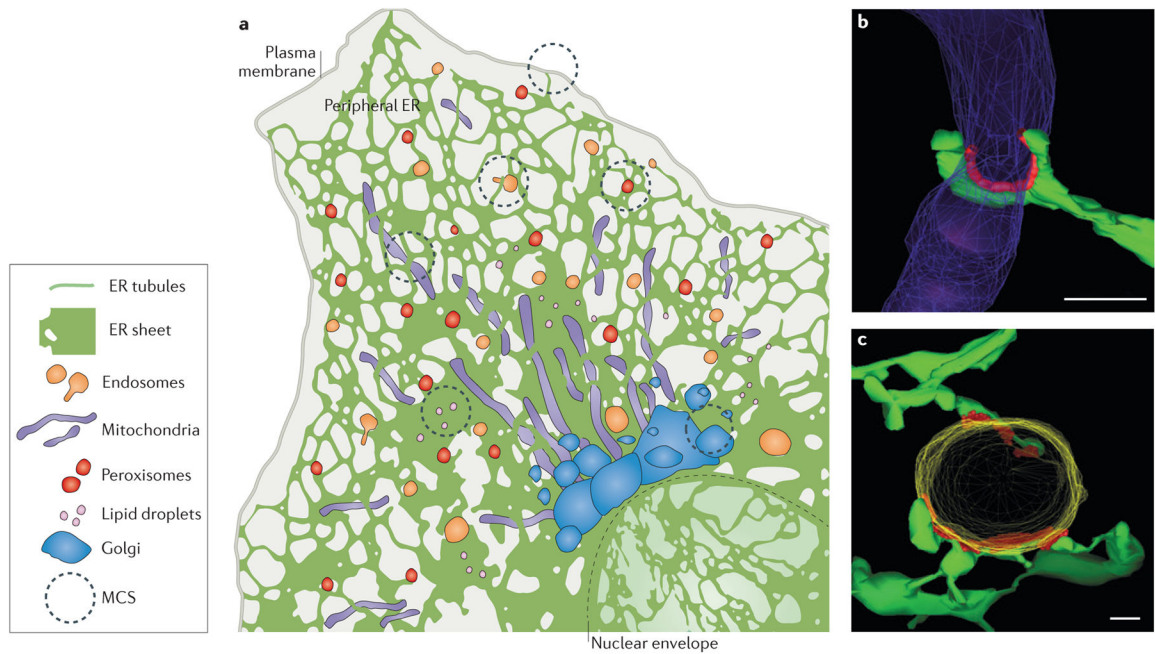 a
Plasma
membrane
Peripheral ER
ER tubules
ER sheet
Endosomes
Mitochondria
Peroxisomes
Lipid droplets
Golgi
MCS
Nuclear envelope
b
c